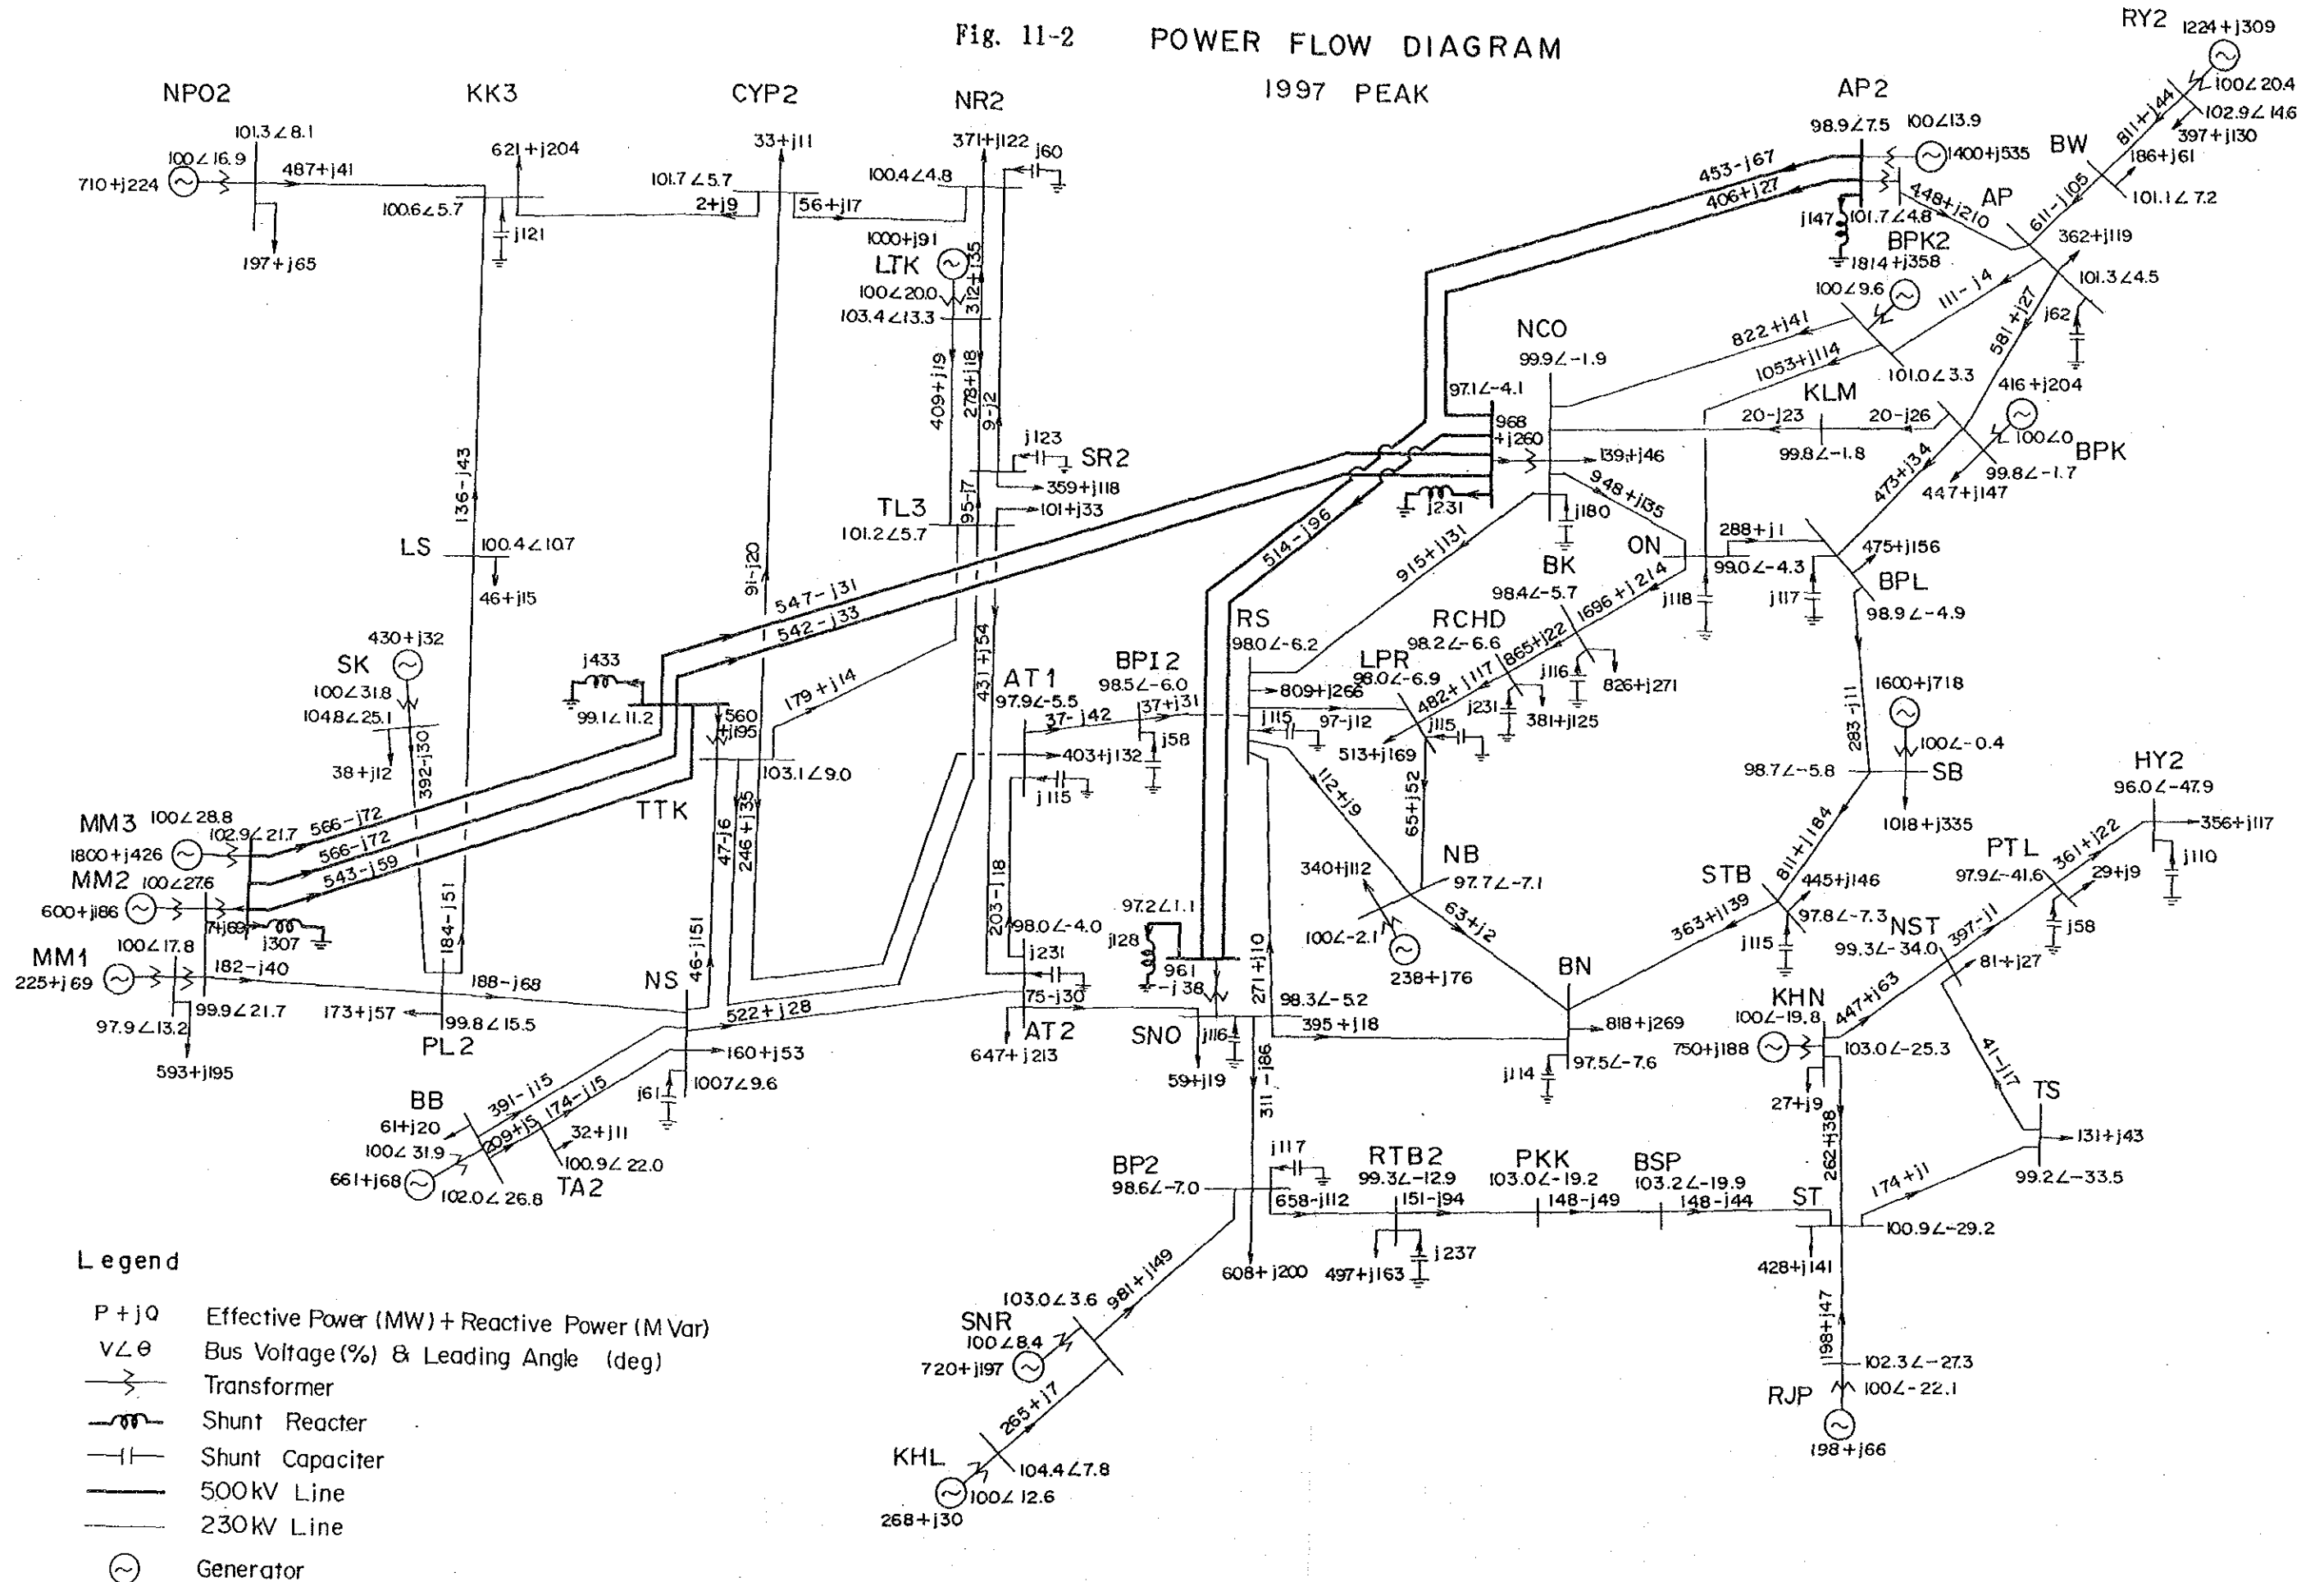 Fig. 11-2 POWER FLOW DIAGRAM
1997 PEAK
NPO2
101.3∠8.1
100∠16.9
710+j224
487+j41
197+j65
KK3
621+j204
100.6∠5.7
j121
CYP2
33+j11
101.7∠5.7
2+j9
56+j17
NR2
371+j122
j60
100.4∠4.8
1000+j91
LTK
100∠20.0
103.4∠13.3
312+j35
409+j19
278+j18
9-j2
j123
SR2
359+j118
95-j7
101+j33
TL3
101.2∠5.7
136-j43
LS
100.4∠10.7
46+j15
91-j20
430+j32
SK
100∠31.8
104.8∠25.1
38+j12
392-j30
j433
99.1∠11.2
560
+j195
547-j31
542-j33
179+j14
431+j54
103.1∠9.0
TTK
MM3
100∠28.8
102.9∠21.7
1800+j426
566-j72
566-j72
543-j59
MM2
100∠27.6
600+j186
7+j69
j307
MM1
100∠17.8
225+j69
182-j40
99.9∠21.7
97.9∠13.2
593+j195
184-j51
188-j68
173+j57
99.8∠15.5
PL2
47-j6
246+j35
46-j151
NS
522+j28
160+j53
100.7∠9.6
j61
BB
61+j20
391-j15
174-j15
209+j5
32+j11
100∠31.9
661+j68
102.0∠26.8
100.9∠22.0
TA2
AT1
97.9∠-5.5
37-j42
403+j132
j115
203-j18
98.0∠-4.0
j231
75-j30
AT2
647+j213
BPI2
98.5∠-6.0
37+j31
j58
RY2
1224+j309
100∠20.4
102.9∠14.6
397+j130
811+j44
BW
186+j61
101.1∠7.2
611-j105
AP2
98.9∠7.5
100∠13.9
1400+j535
453-j67
406+j27
j147
101.7∠4.8
448+j210
AP
362+j119
101.3∠4.5
j62
BPK2
1814+j358
100∠9.6
111-j4
581+j27
822+j41
1053+j114
101.0∠3.3
NCO
99.9∠-1.9
97.1∠-4.1
968
+j260
139+j46
j231
j180
948+j135
KLM
20-j23
20-j26
99.8∠-1.8
416+j204
100∠0
BPK
99.8∠-1.7
447+j147
473+j34
514-j96
915+j131
ON
288+j1
99.0∠-4.3
j118
475+j156
BPL
j117
98.9∠-4.9
BK
98.4∠-5.7
1696+j214
j116
826+j271
RCHD
98.2∠-6.6
865+j22
j231
381+j125
LPR
98.0∠-6.9
482+j117
j115
513+j169
RS
98.0∠-6.2
809+j266
97-j12
j115
112+j9
65+j52
283-j11
1600+j718
100∠-0.4
98.7∠-5.8
SB
1018+j335
811+j184
NB
340+j112
97.7∠-7.1
100∠-2.1
238+j76
63+j2
STB
445+j146
97.8∠-7.3
j115
363+j139
BN
818+j269
97.5∠-7.6
j114
97.2∠1.1
j128
961
-j38
271+j10
98.3∠-5.2
SNO
j116
395+j18
59+j19
311-j86
HY2
96.0∠-47.9
356+j117
j110
PTL
97.9∠-41.6
361+j22
29+j9
j58
NST
99.3∠-34.0
397-j1
81+j27
KHN
100∠-19.8
750+j188
447+j63
103.0∠-25.3
27+j9
262+j38
41-j17
TS
131+j43
99.2∠-33.5
174+j1
BP2
98.6∠-7.0
j117
658-j112
608+j200
RTB2
99.3∠-12.9
151-j94
j237
497+j163
PKK
103.0∠-19.2
148-j49
BSP
103.2∠-19.9
148-j44
ST
100.9∠-29.2
428+j141
198+j47
102.3∠-27.3
RJP
100∠-22.1
198+j66
981+j149
103.0∠3.6
SNR
100∠8.4
720+j197
265+j7
KHL
104.4∠7.8
100∠12.6
268+j30
Legend
P+jQ Effective Power (MW) + Reactive Power (M Var)
V∠θ Bus Voltage (%) & Leading Angle (deg)
Transformer
Shunt Reacter
Shunt Capaciter
500kV Line
230kV Line
Generator